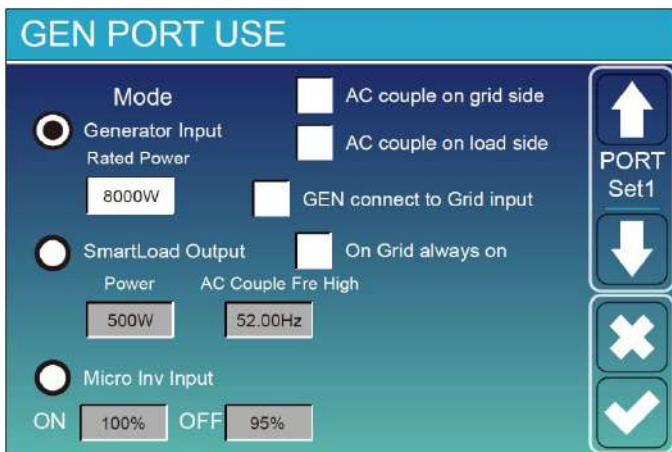 GEN PORT USE
Mode
AC couple on grid side
Generator Input
AC couple on load side
Rated Power
8000W
GEN connect to Grid input
PORT
Set1
SmartLoad Output
On Grid always on
Power
AC Couple Fre High
500W
52.00Hz
Micro Inv Input
ON 100% OFF 95%